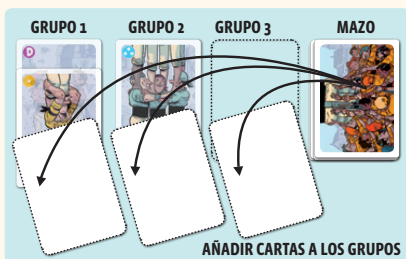 GRUPO 1 GRUPO 2 GRUPO 3 MAZO
D
AÑADIR CARTAS A LOS GRUPOS